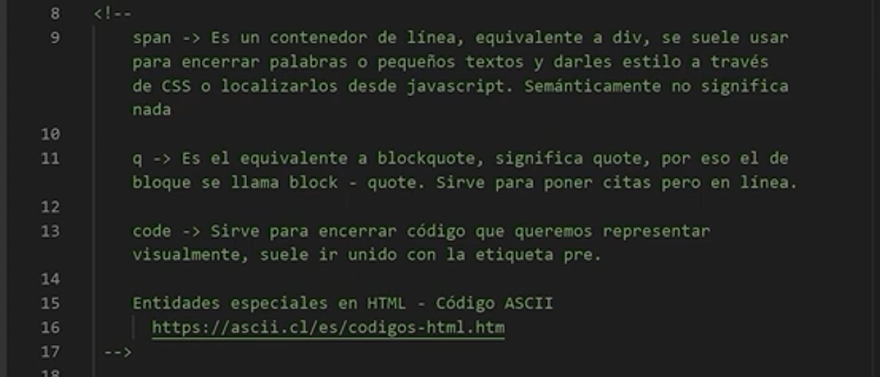 8 <!--
9 span -> Es un contenedor de línea, equivalente a div, se suele usar
para encerrar palabras o pequeños textos y darles estilo a través
de CSS o localizarlos desde javascript. Semánticamente no significa
nada
10
11 q -> Es el equivalente a blockquote, significa quote, por eso el de
bloque se llama block - quote. Sirve para poner citas pero en línea.
12
13 code -> Sirve para encerrar código que queremos representar
visualmente, suele ir unido con la etiqueta pre.
14
15 Entidades especiales en HTML - Código ASCII
16 https://ascii.cl/es/codigos-html.htm
17 -->
18